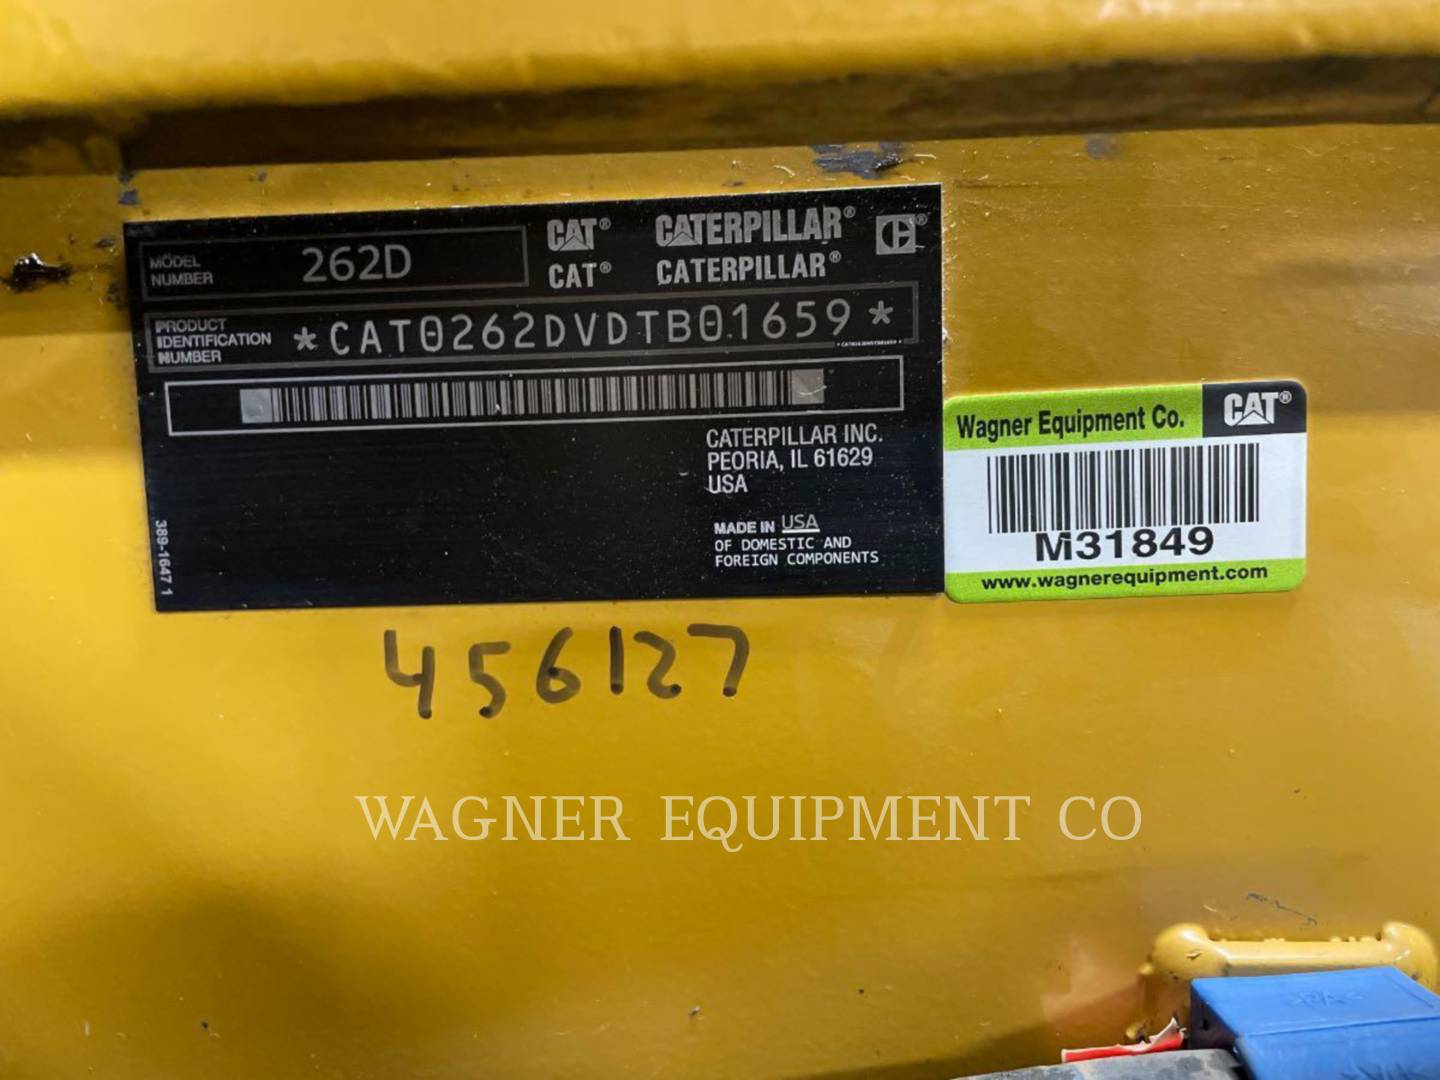 MODEL NUMBER 262D
CAT® CATERPILLAR® ®
CAT® CATERPILLAR®
PRODUCT IDENTIFICATION NUMBER *CAT0262DVDTB01659*
CATERPILLAR INC.
PEORIA, IL 61629
USA
MADE IN USA
OF DOMESTIC AND
FOREIGN COMPONENTS
389-1647 1
Wagner Equipment Co. CAT®
M31849
www.wagnerequipment.com
456127
WAGNER EQUIPMENT CO